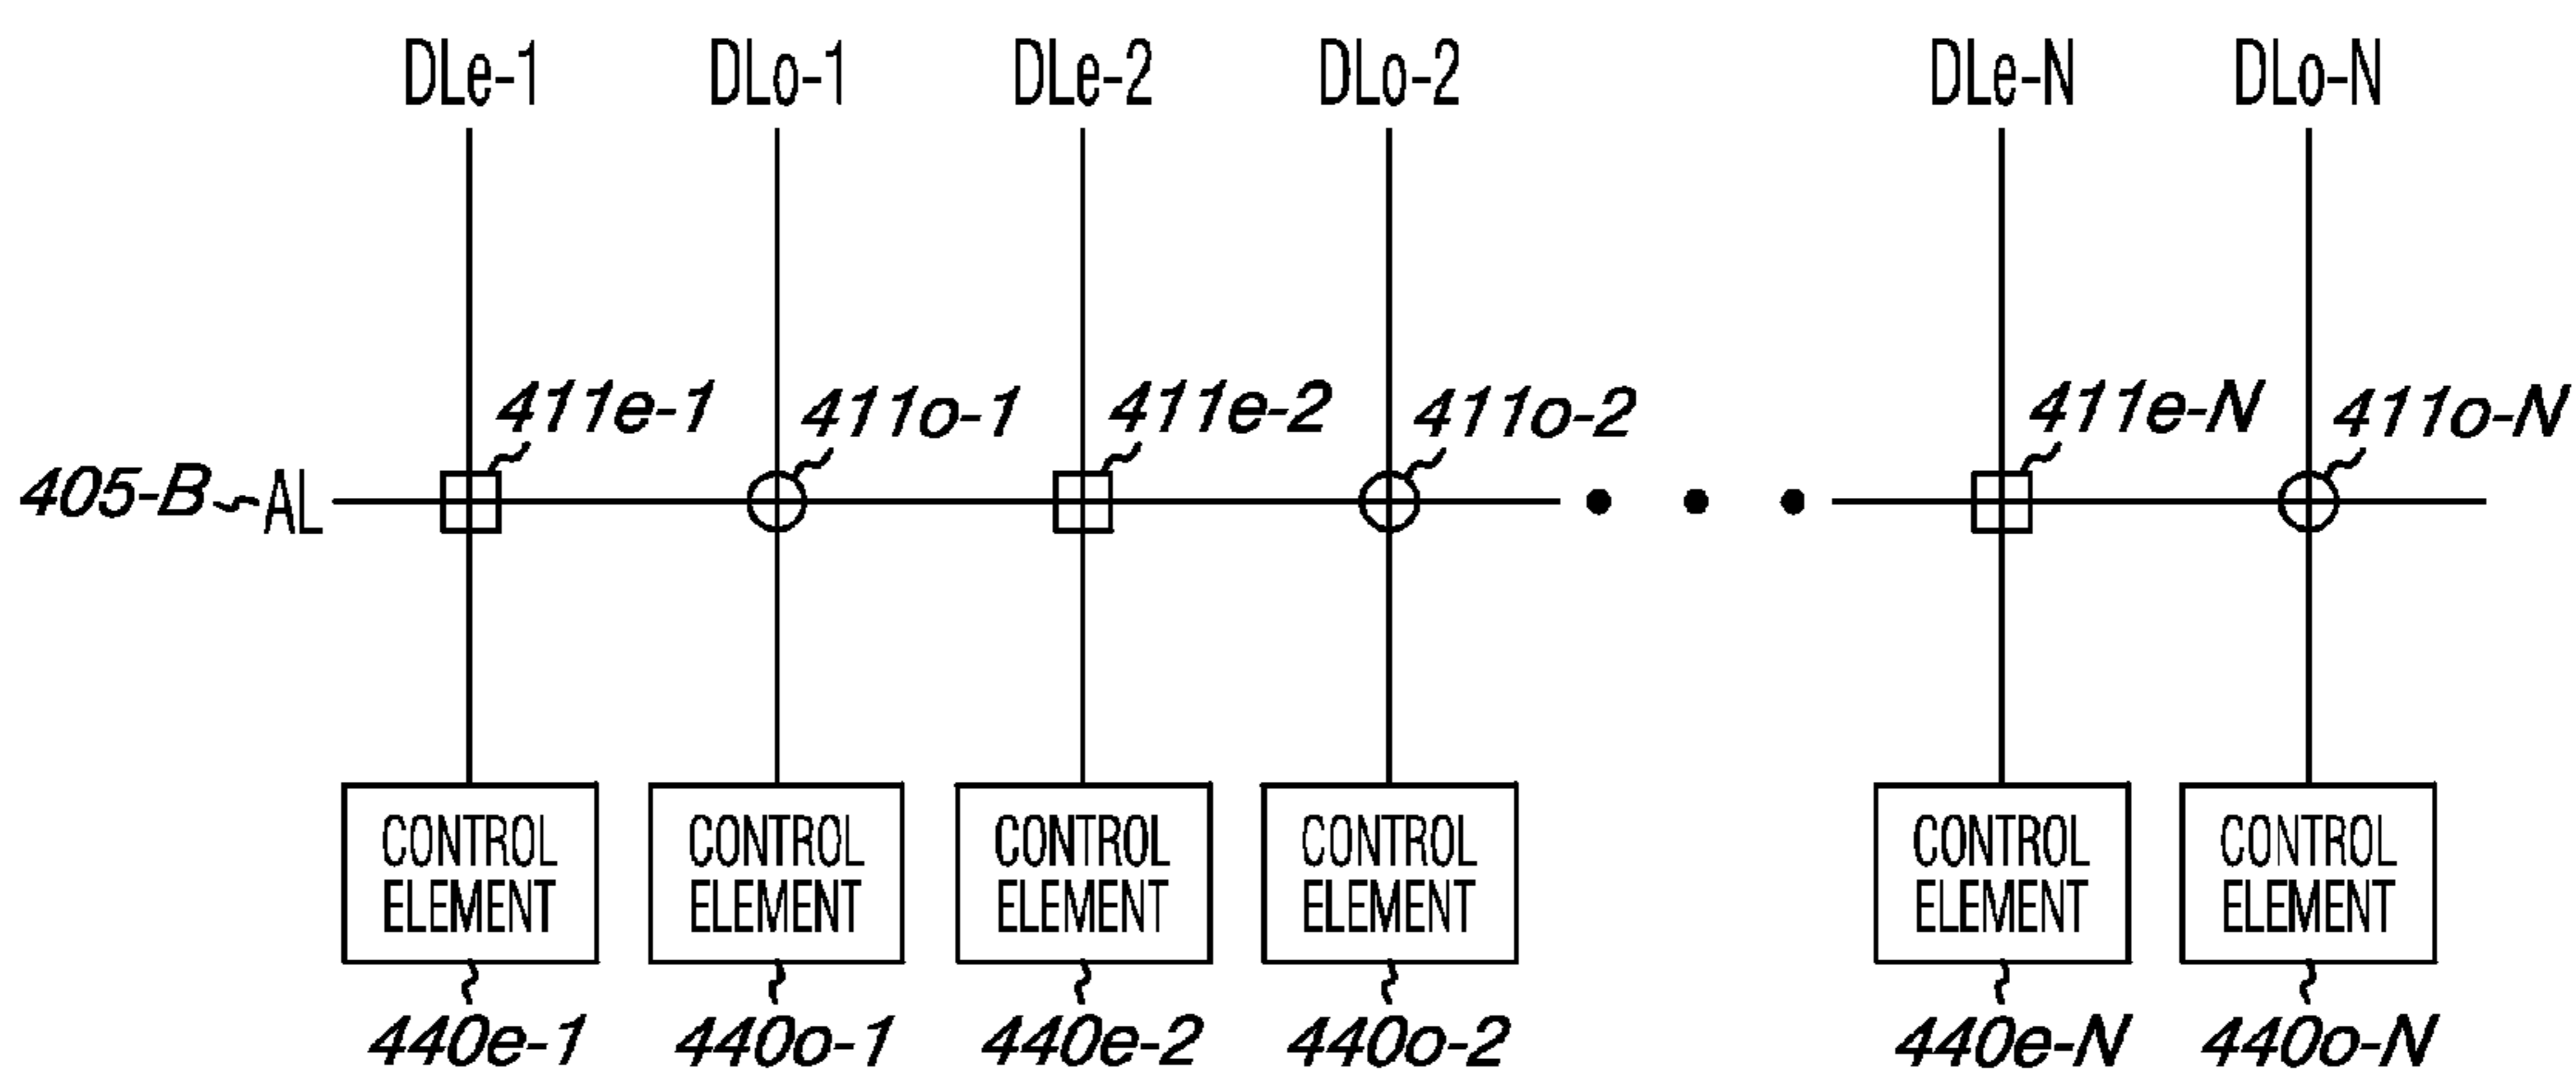 DLe-1 DLo-1 DLe-2 DLo-2 DLe-N DLo-N
411e-1 411o-1 411e-2 411o-2 411e-N 411o-N
405-B AL
CONTROL CONTROL CONTROL CONTROL CONTROL CONTROL
ELEMENT ELEMENT ELEMENT ELEMENT ELEMENT ELEMENT
440e-1 440o-1 440e-2 440o-2 440e-N 440o-N